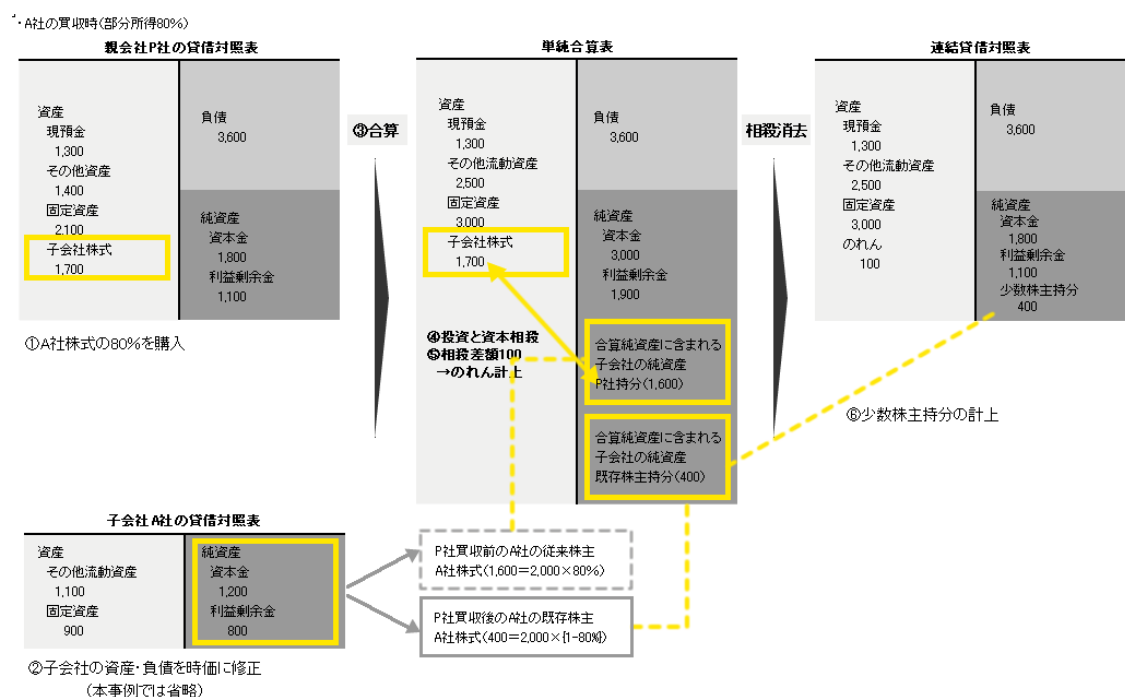 ・A社の買収時(部分所得80%)
親会社P社の貸借対照表
資産
現預金
1,300
その他資産
1,400
固定資産
2,100
子会社株式
1,700
負債
3,600
純資産
資本金
1,800
利益剰余金
1,100
①A社株式の80%を購入
③合算
単純合算表
資産
現預金
1,300
その他流動資産
2,500
固定資産
3.000
子会社株式
1,700
④投資と資本相殺
⑤相殺差額100
→のれん計上
負債
3,600
純資産
資本金
3,000
利益剰余金
1,900
合算純資産に含まれる
子会社の純資産
P社持分(1,600)
合算純資産に含まれる
子会社の純資産
既存株主持分(400)
相殺消去
連結貸借対照表
資産
現預金
1,300
その他流動資産
2,500
固定資産
3,000
のれん
100
負債
3,600
純資産
資本金
1,800
利益剰余金
1,100
少数株主持分
400
⑥少数株主持分の計上
子会社A社の貸借対照表
資産
その他流動資産
1,100
固定資産
900
純資産
資本金
1,200
利益剰余金
800
②子会社の資産・負債を時価に修正
(本事例では省略)
P社買収前のA社の従来株主
A社株式(1,600=2,000×80%)
P社買収後のA社の既存株主
A社株式(400=2,000×{1-80%})